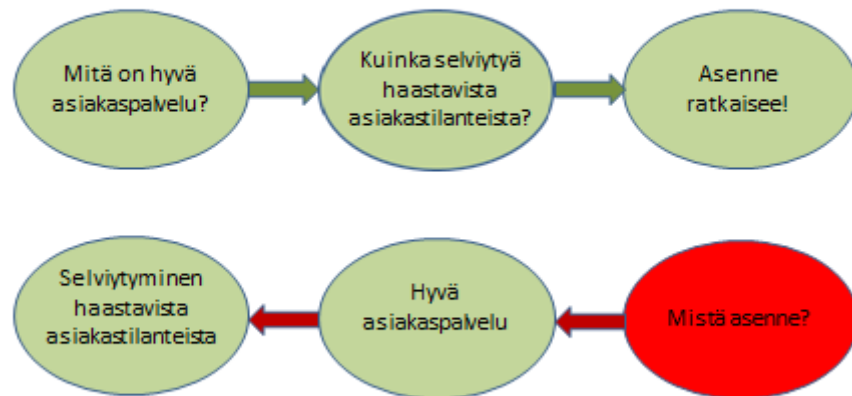 Mitä on hyvä
asiakaspalvelu?
Kuinka selviytyä
haastavista
asiakastilanteista?
Asenne
ratkaisee!
Selviytyminen
haastavista
asiakastilanteista
Hyvä
asiakaspalvelu
Mistä asenne?